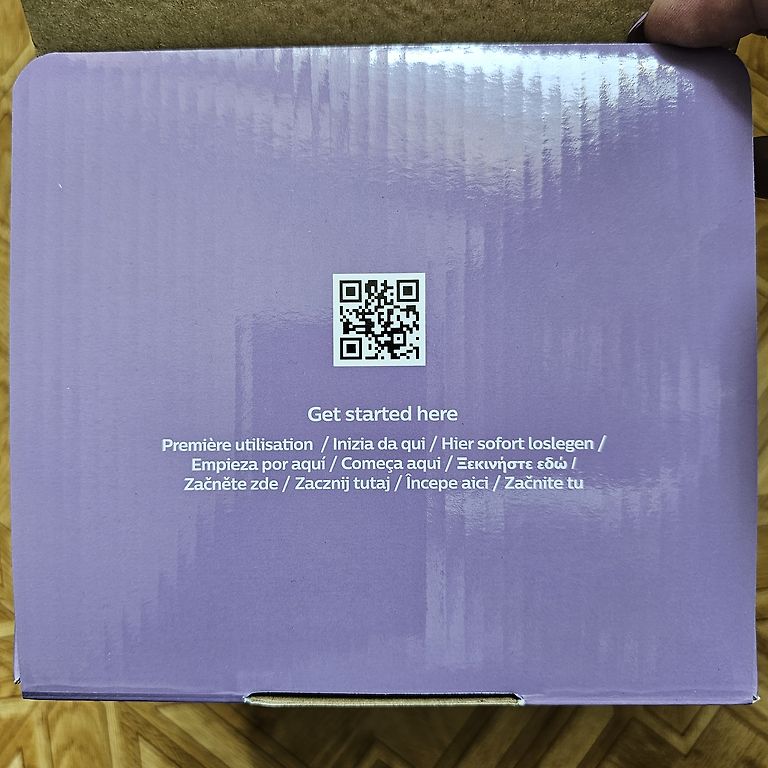 Get started here
Première utilisation / Inizia da qui / Hier sofort loslegen /
Empieza por aquí / Começa aqui / Ξεκινήστε εδώ /
Začněte zde / Zacznij tutaj / Începe aici / Začnite tu